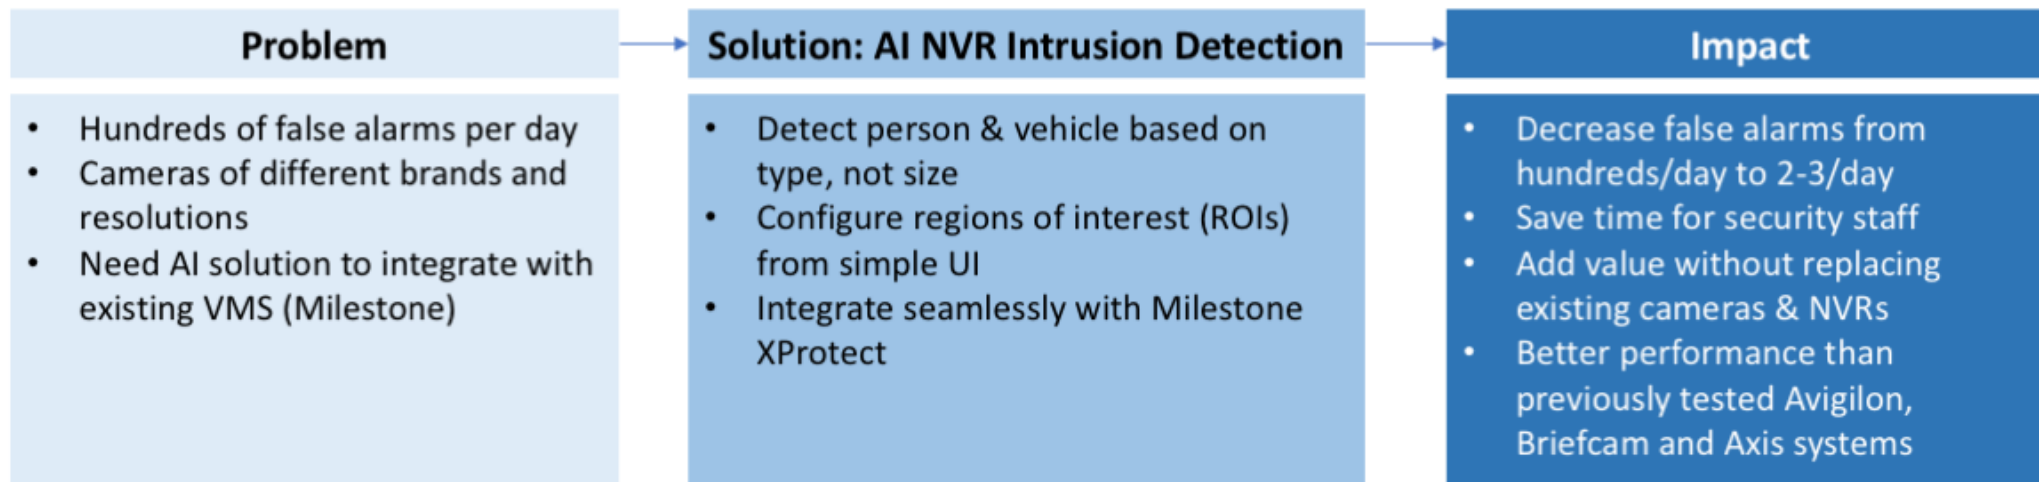 Problem
• Hundreds of false alarms per day
• Cameras of different brands and
resolutions
• Need AI solution to integrate with
existing VMS (Milestone)
Solution: AI NVR Intrusion Detection
• Detect person & vehicle based on
type, not size
• Configure regions of interest (ROIs)
from simple UI
• Integrate seamlessly with Milestone
XProtect
Impact
• Decrease false alarms from
hundreds/day to 2-3/day
• Save time for security staff
• Add value without replacing
existing cameras & NVRs
• Better performance than
previously tested Avigilon,
Briefcam and Axis systems